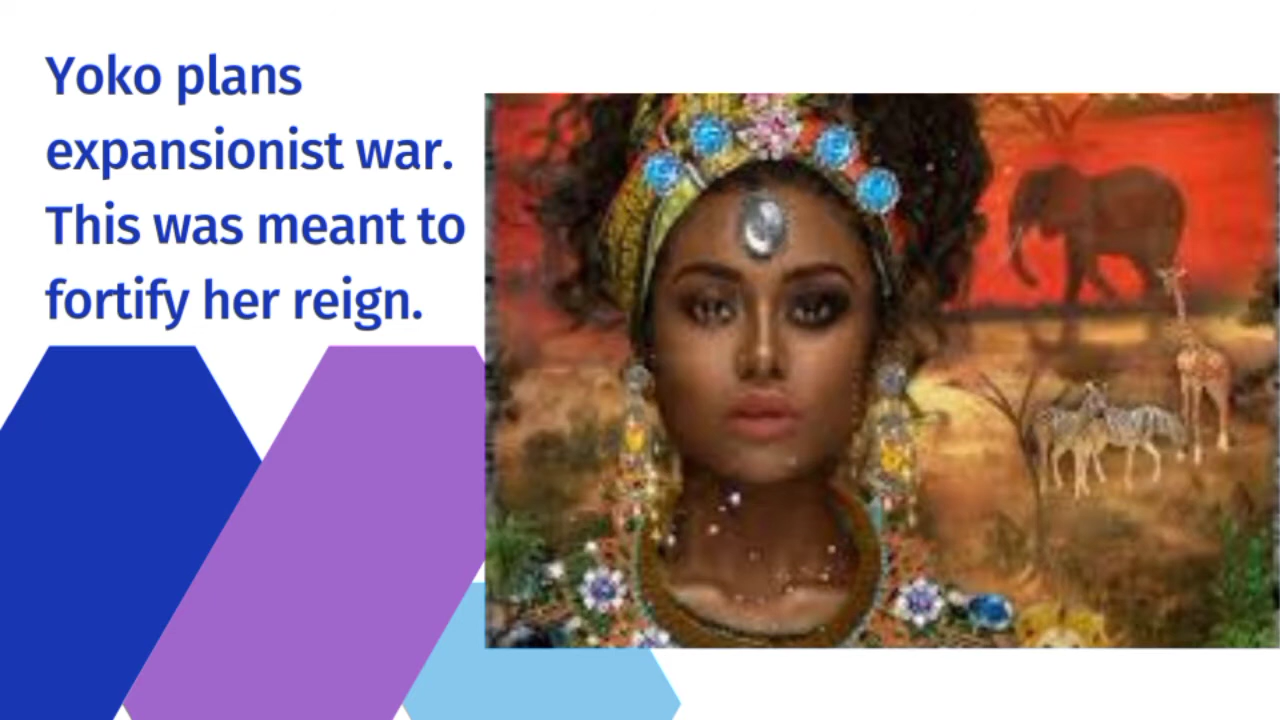 Yoko plans
expansionist war.
This was meant to
fortify her reign.